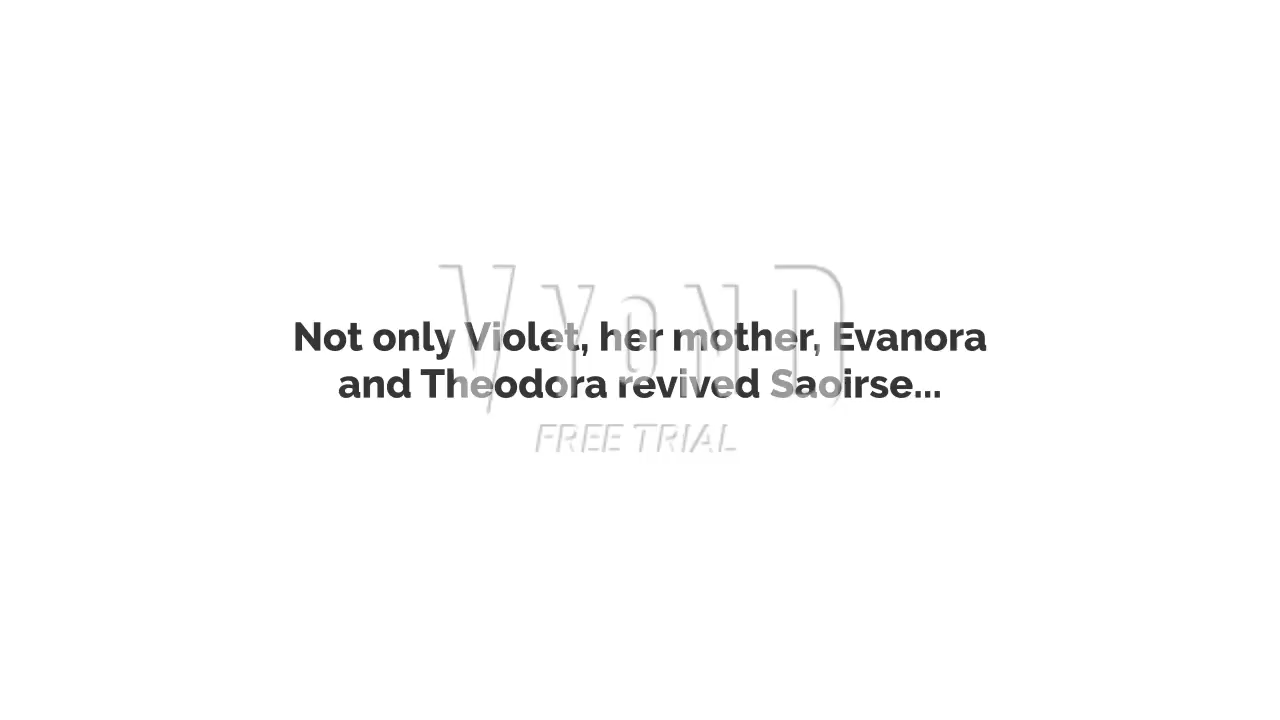 Not only Violet, her mother, Evanora
and Theodora revived Saoirse...
VYOND
FREE TRIAL